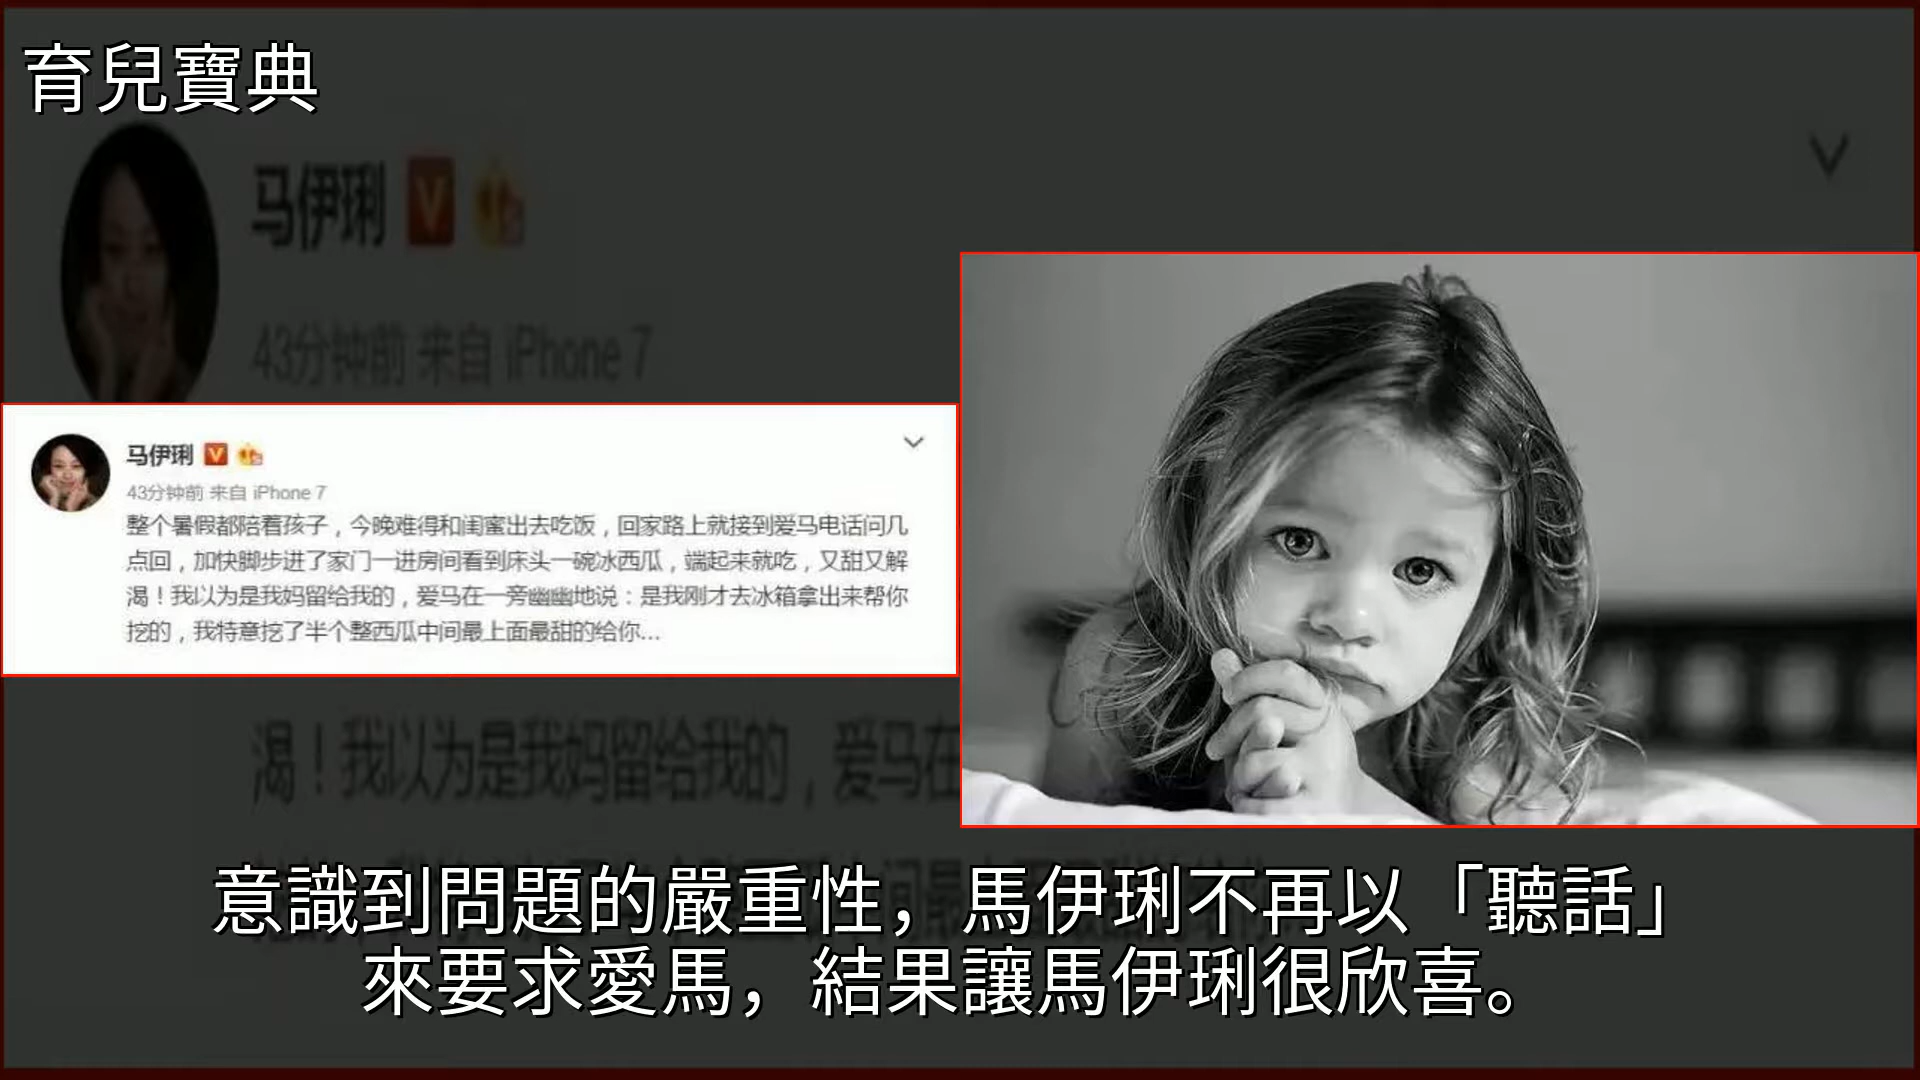 育兒寶典
马伊琍
43分钟前 来自 iPhone 7
马伊琍
43分钟前 来自 iPhone 7
整个暑假都陪着孩子，今晚难得和闺蜜出去吃饭，回家路上就接到爱马电话问几
点回，加快脚步进了家门一进房间看到床头一碗冰西瓜，端起来就吃，又甜又解
渴！我以为是我妈留给我的，爱马在一旁幽幽地说：是我刚才去冰箱拿出来帮你
挖的，我特意挖了半个整西瓜中间最上面最甜的给你...
渴！我以为是我妈留给我的，爱马在
意識到問題的嚴重性，馬伊琍不再以「聽話」
來要求愛馬，結果讓馬伊琍很欣喜。